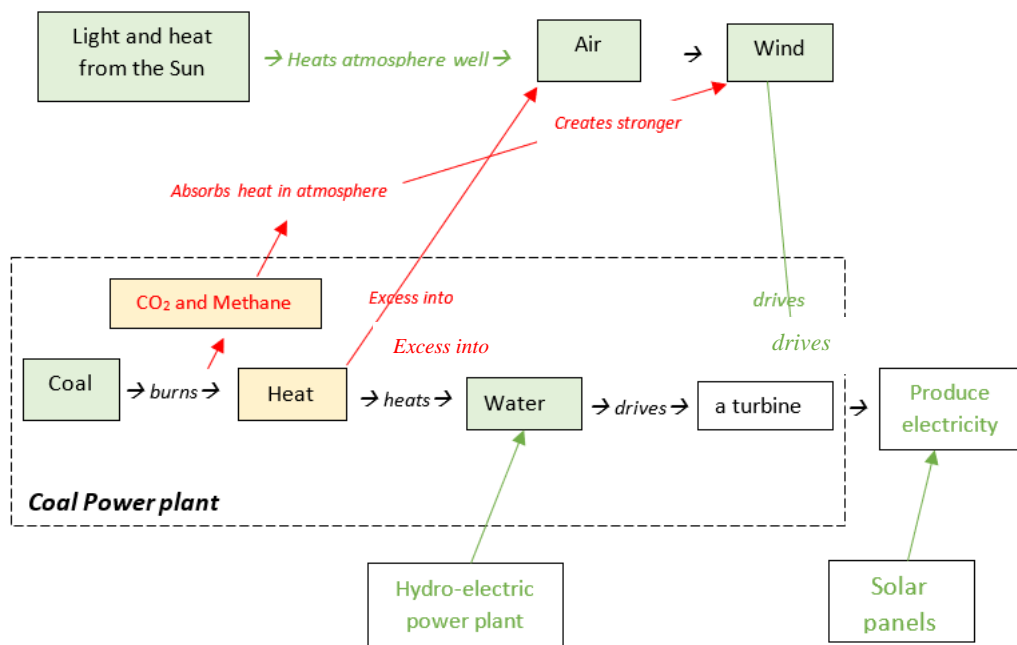 Light and heat
from the Sun
→ Heats atmosphere well →
Air
→
Wind
Creates stronger
Absorbs heat in atmosphere
CO₂ and Methane
Excess into
drives
Excess into
drives
Coal
→ burns →
Heat
→ heats →
Water
→ drives →
a turbine
→
Produce
electricity
Coal Power plant
Hydro-electric
power plant
Solar
panels